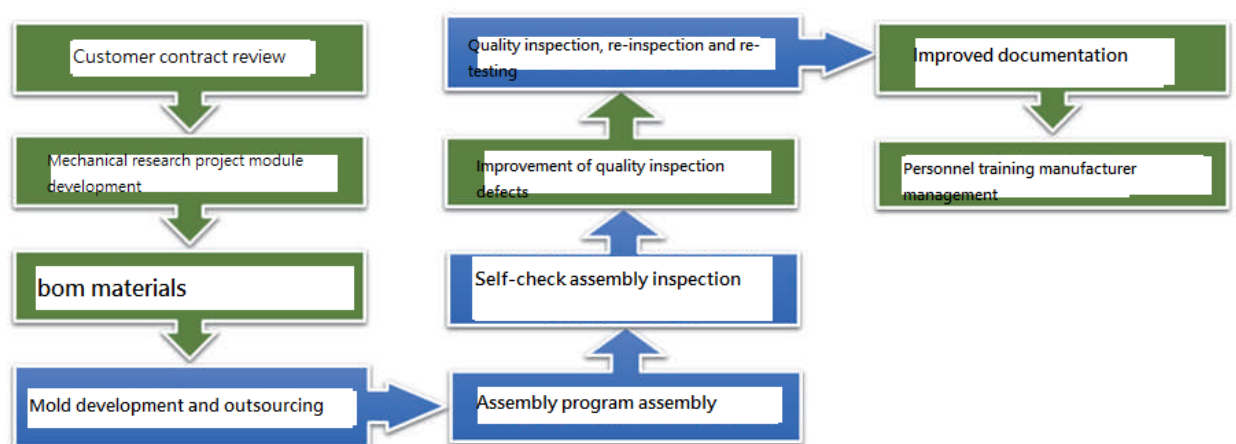 Customer contract review
Mechanical research project module
development
bom materials
Mold development and outsourcing
Assembly program assembly
Self-check assembly inspection
Improvement of quality inspection
defects
Quality inspection, re-inspection and re-
testing
Improved documentation
Personnel training manufacturer
management